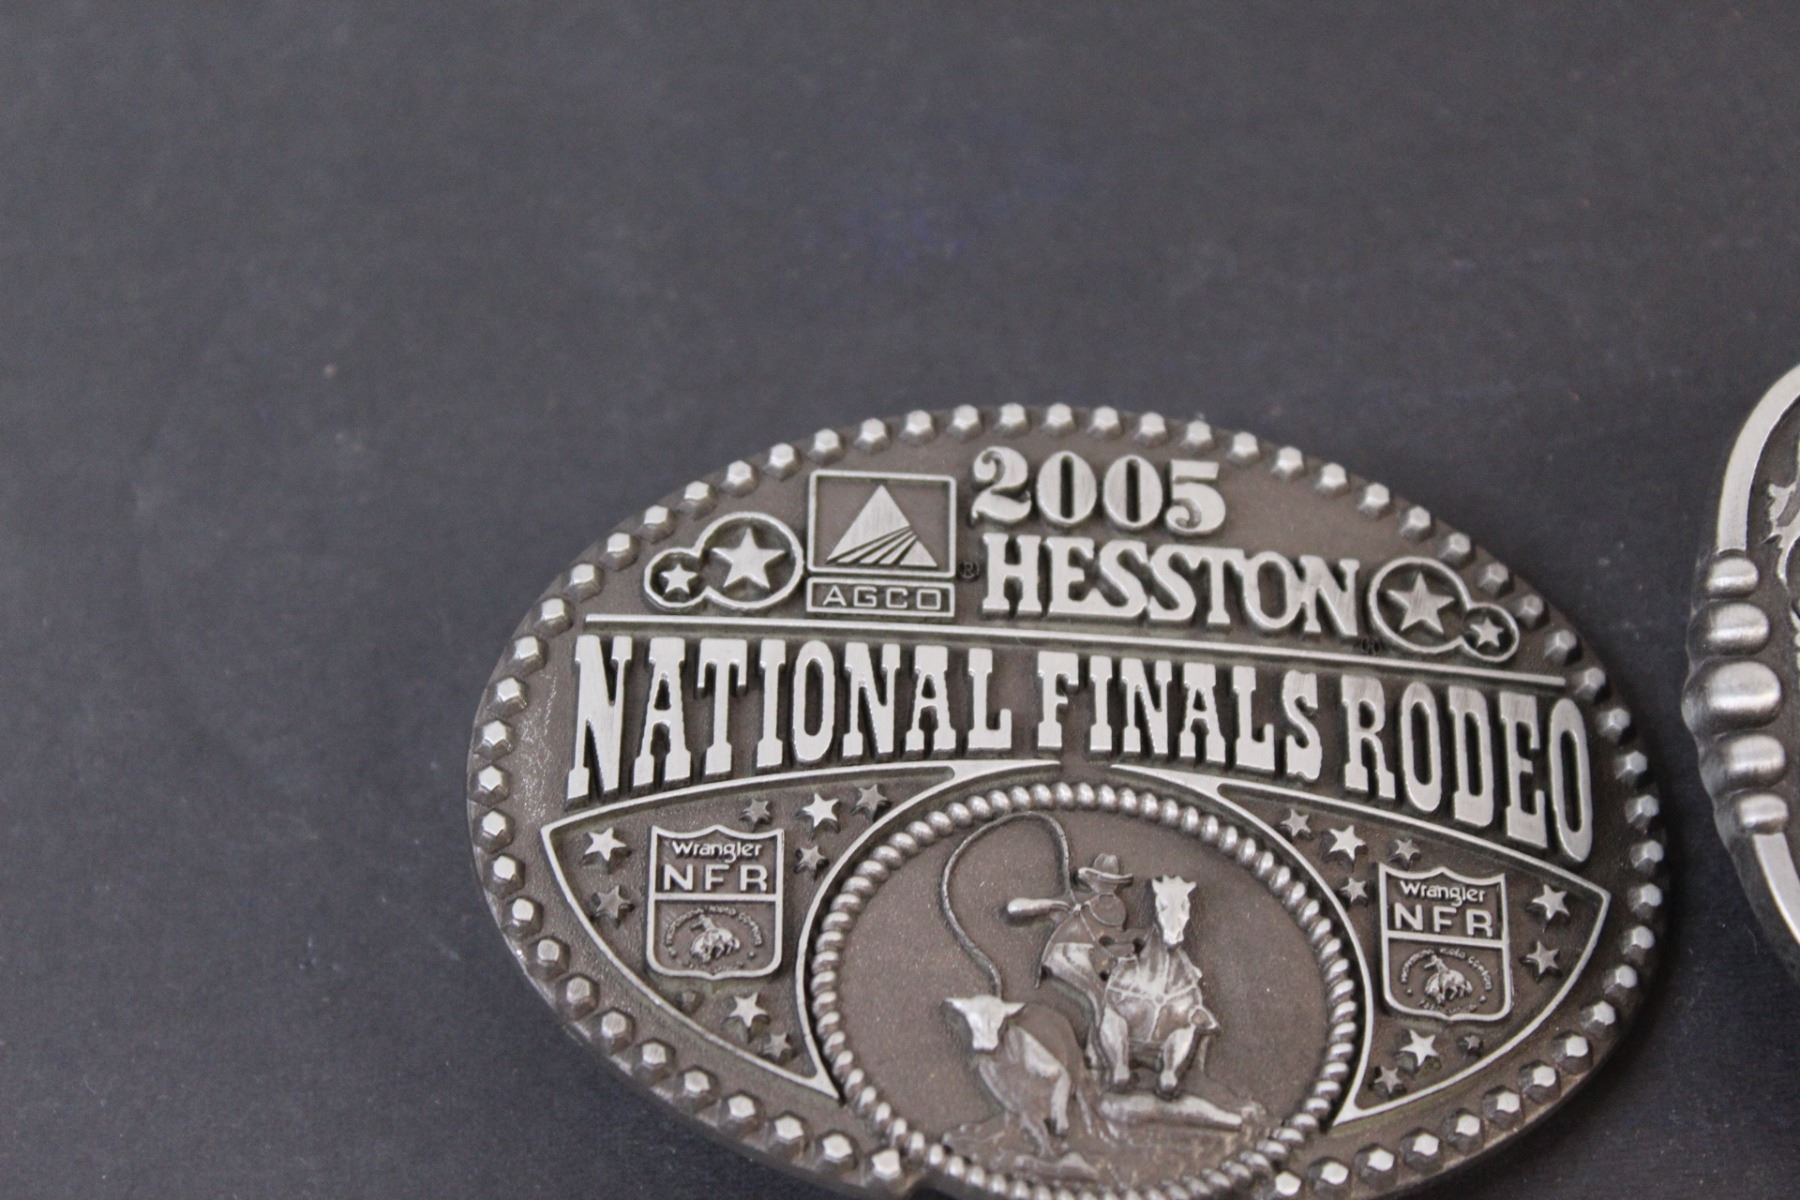 2005
AGCO ® HESSTON ®
NATIONAL FINALS RODEO
Wrangler
NFR
Wrangler
NFR